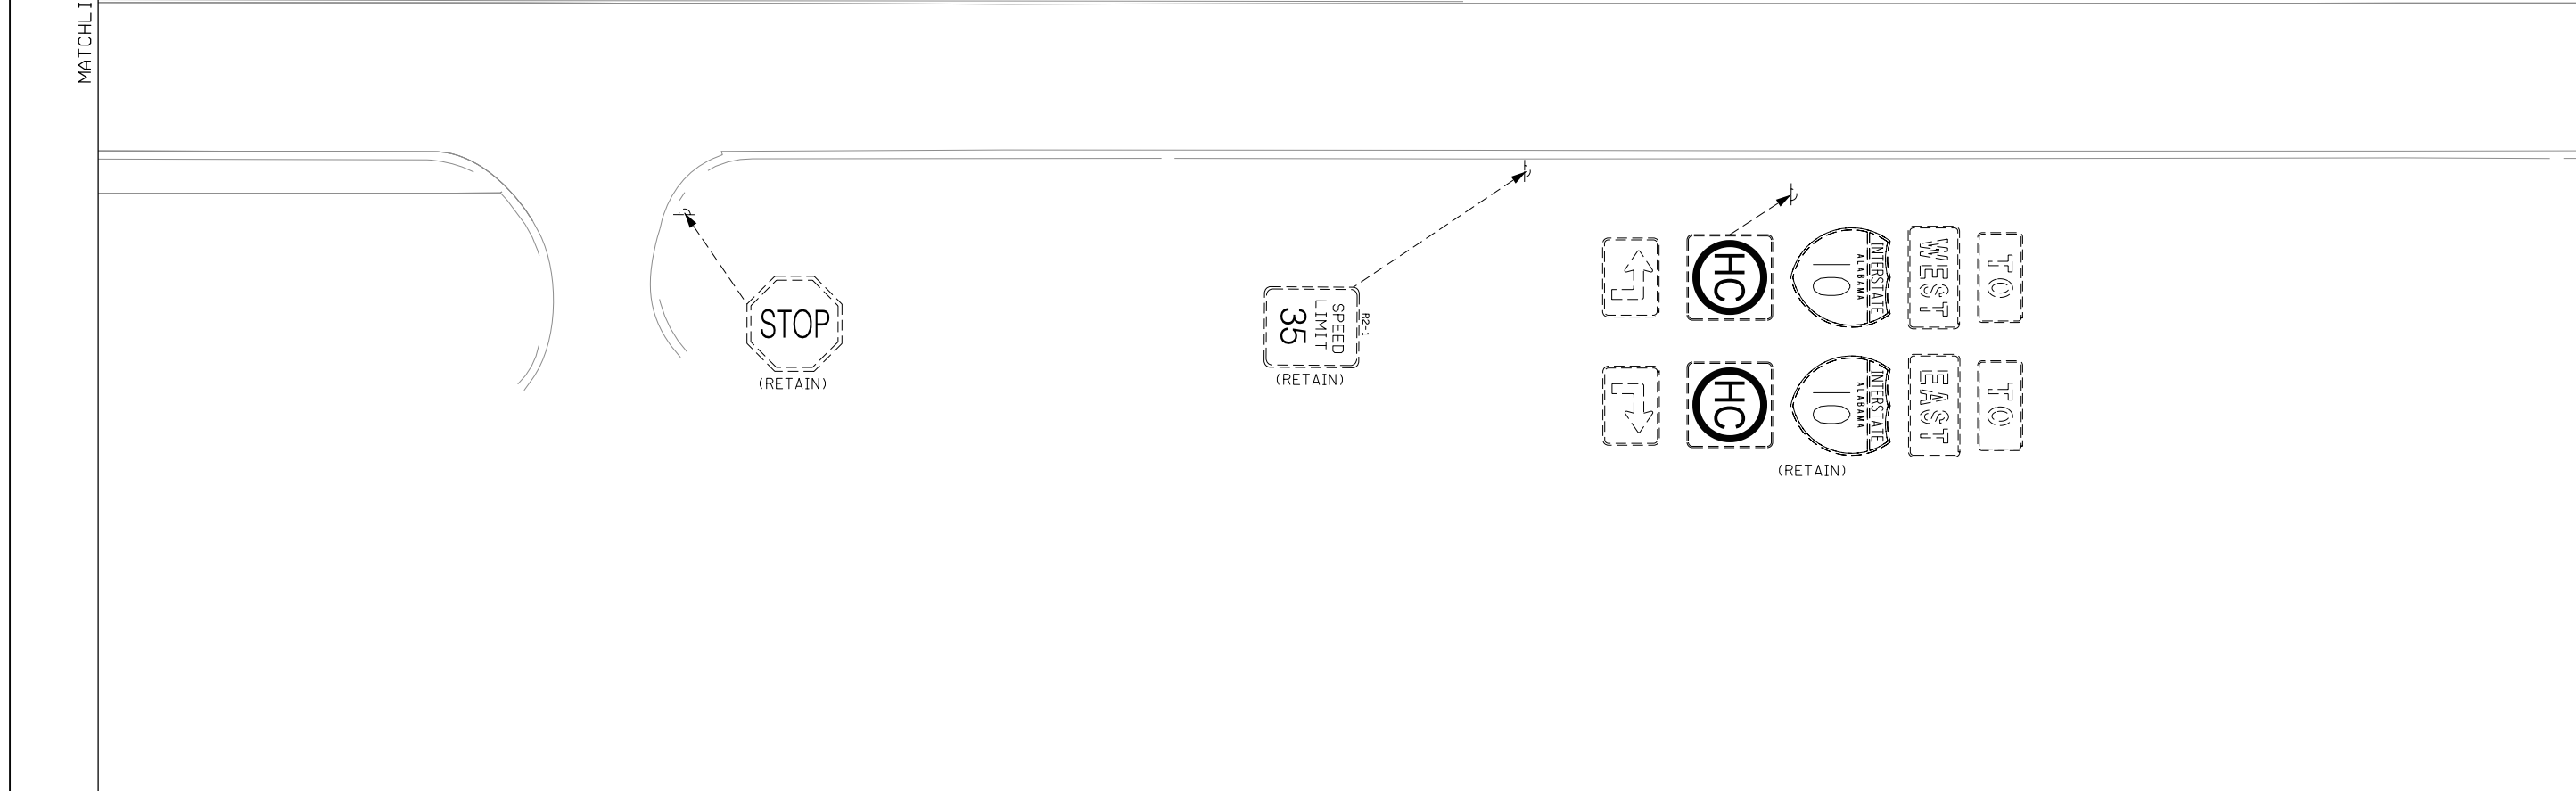 MATCHLI
STOP
(RETAIN)
SPEED
LIMIT
35
R2-1
(RETAIN)
TO
WEST
INTERSTATE
ALABAMA
10
HC
TO
EAST
INTERSTATE
ALABAMA
10
HC
(RETAIN)